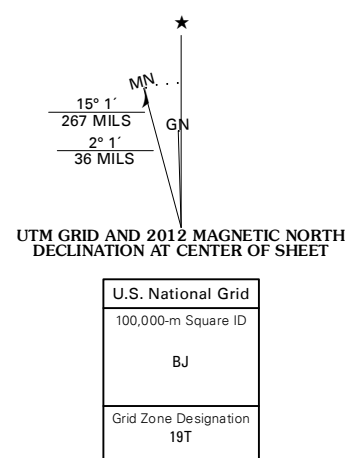 ★
MN
15° 1´
267 MILS
GN
2° 1´
36 MILS
UTM GRID AND 2012 MAGNETIC NORTH
DECLINATION AT CENTER OF SHEET
U.S. National Grid
100,000-m Square ID
BJ
Grid Zone Designation
19T